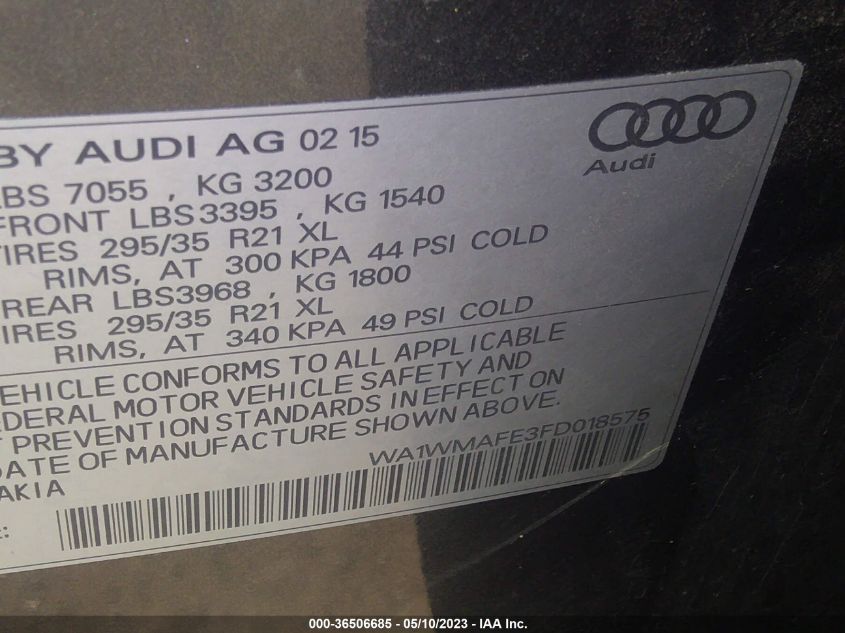 BY AUDI AG 02 15
Audi
LBS 7055 , KG 3200
FRONT LBS3395 , KG 1540
TIRES 295/35 R21 XL
RIMS, AT 300 KPA 44 PSI COLD
REAR LBS3968 , KG 1800
TIRES 295/35 R21 XL
RIMS, AT 340 KPA 49 PSI COLD
VEHICLE CONFORMS TO ALL APPLICABLE
FEDERAL MOTOR VEHICLE SAFETY AND
T PREVENTION STANDARDS IN EFFECT ON
DATE OF MANUFACTURE SHOWN ABOVE.
WA1WMAFE3FD018575
AKIA
E:
000-36506685 - 05/10/2023 - IAA Inc.